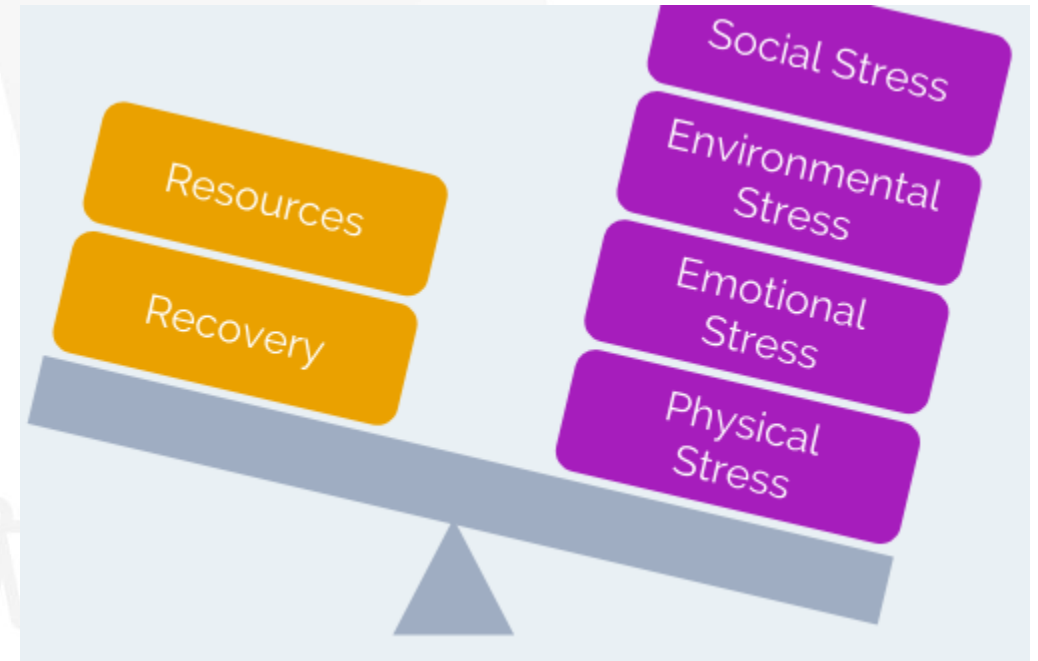 Social Stress
Environmental
Stress
Resources
Emotional
Stress
Recovery
Physical
Stress